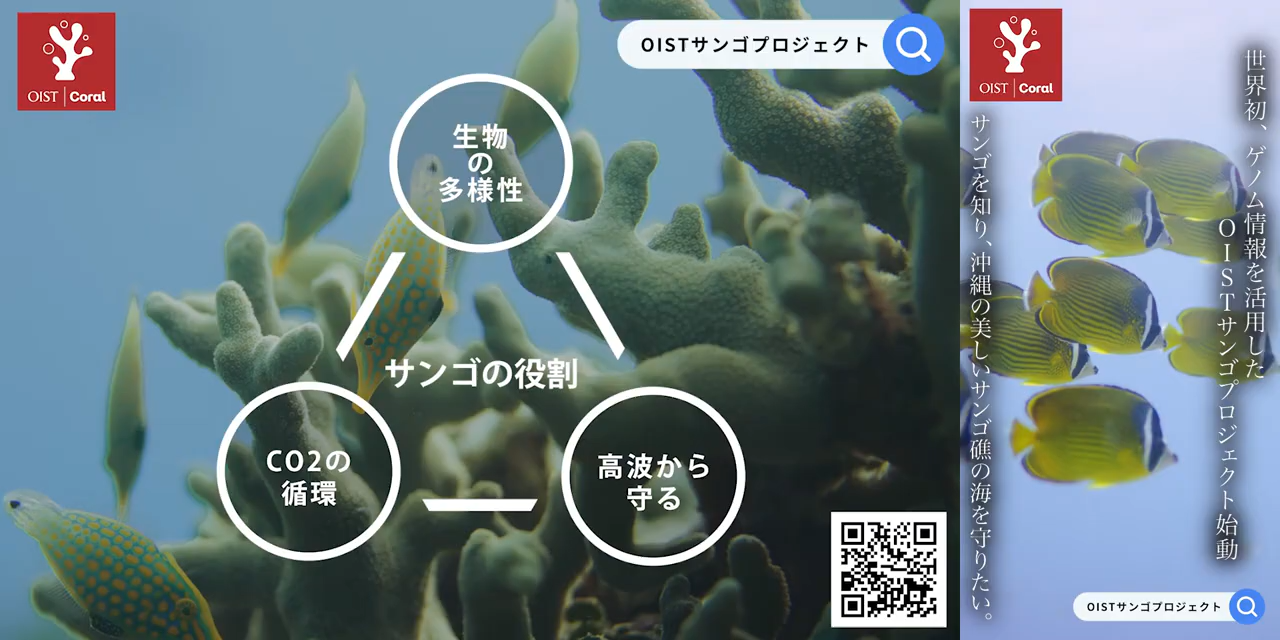 OIST Coral
OISTサンゴプロジェクト
生物
の
多様性
サンゴの役割
CO2の
循環
高波から
守る
OIST Coral
世界初、ゲノム情報を活用した
OISTサンゴプロジェクト始動
サンゴを知り、沖縄の美しいサンゴ礁の海を守りたい。
OISTサンゴプロジェクト